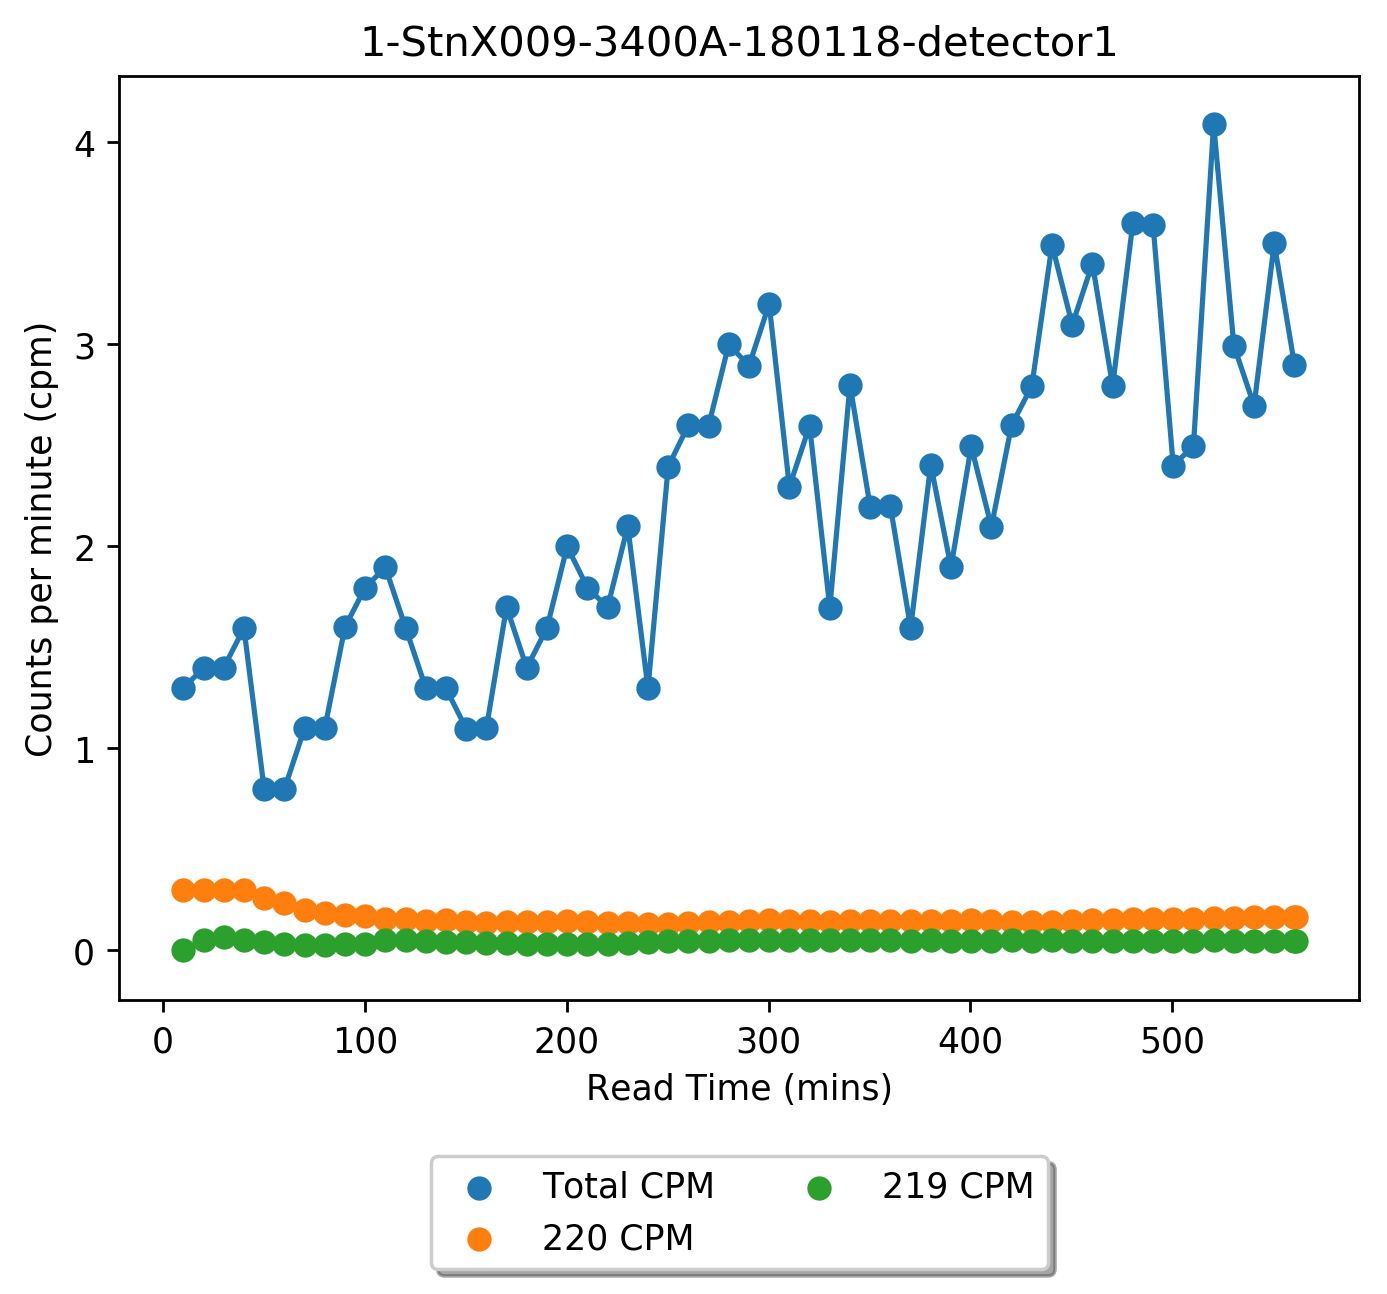 1-StnX009-3400A-180118-detector1
Counts per minute (cpm)
4
3
2
1
0
0 100 200 300 400 500
Read Time (mins)
Total CPM 219 CPM
220 CPM